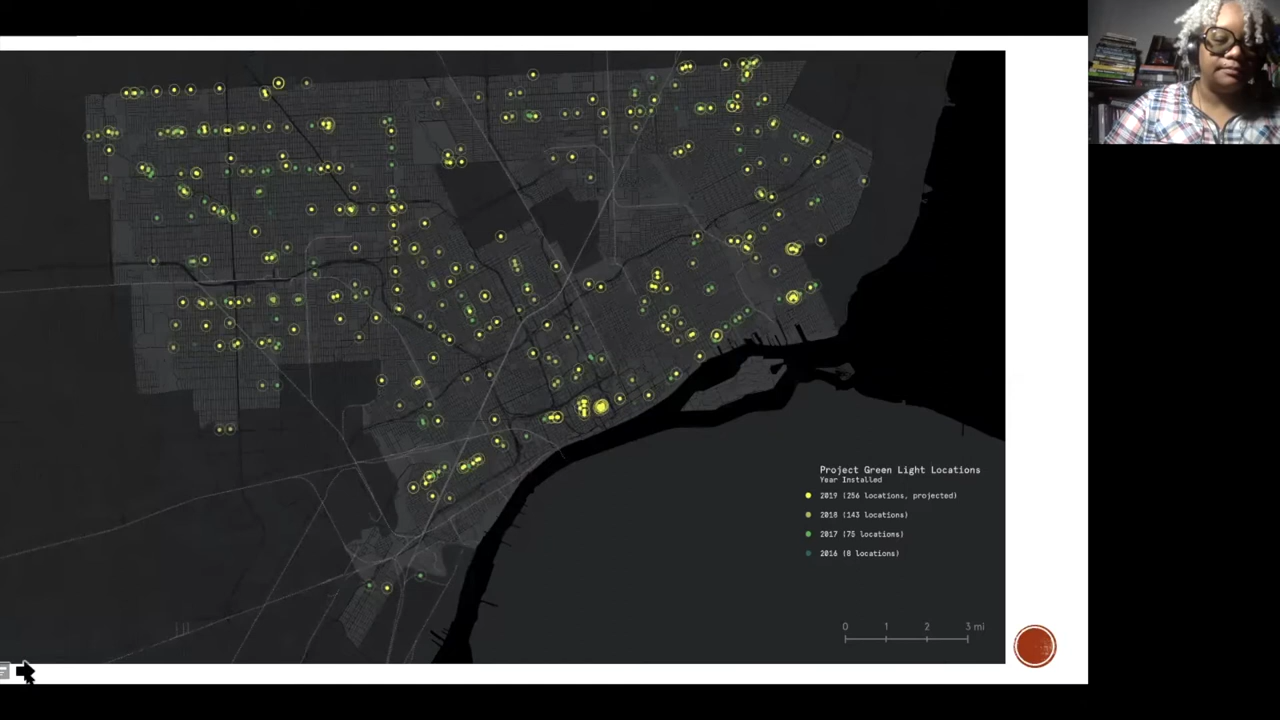 Project Green Light Locations
Year Installed
2019 (256 locations, projected)
2018 (143 locations)
2017 (75 locations)
2016 (8 locations)
0 1 2 3 mi